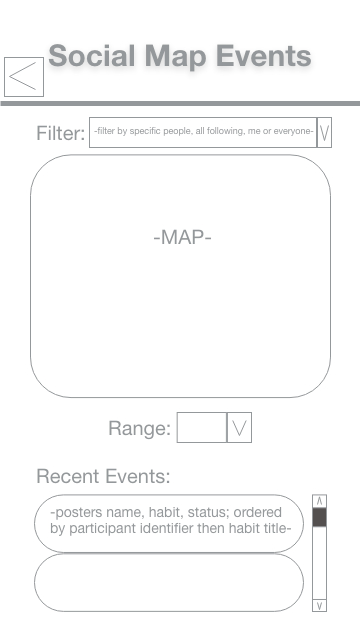 Social Map Events
Filter: -filter by specific people, all following, me or everyone-
-MAP-
Range:
Recent Events:
-posters name, habit, status; ordered
by participant identifier then habit title-